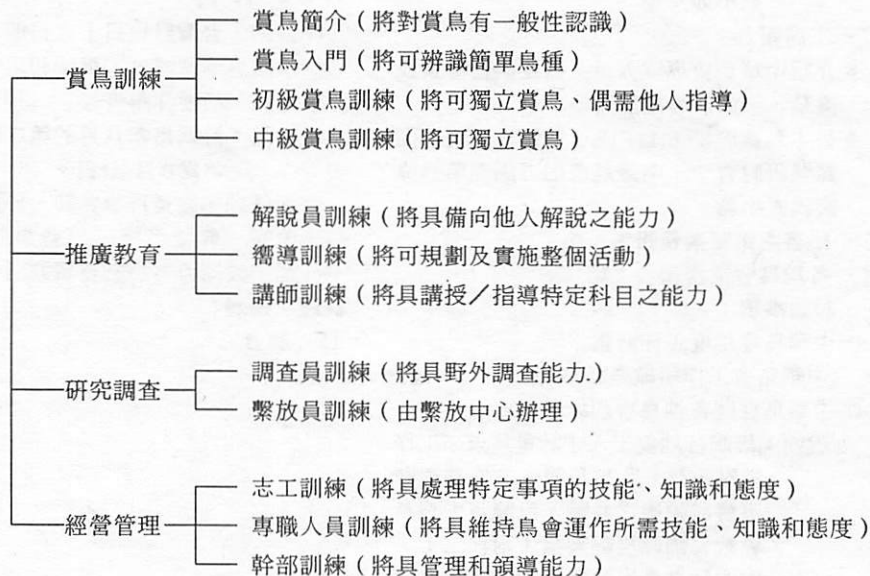 賞鳥訓練
賞鳥簡介（將對賞鳥有一般性認識）
賞鳥入門（將可辨識簡單鳥種）
初級賞鳥訓練（將可獨立賞鳥、偶需他人指導）
中級賞鳥訓練（將可獨立賞鳥）
推廣教育
解說員訓練（將具備向他人解說之能力）
嚮導訓練（將可規劃及實施整個活動）
講師訓練（將具講授／指導特定科目之能力）
研究調查
調查員訓練（將具野外調查能力）
繫放員訓練（由繫放中心辦理）
經營管理
志工訓練（將具處理特定事項的技能、知識和態度）
專職人員訓練（將具維持鳥會運作所需技能、知識和態度）
幹部訓練（將具管理和領導能力）